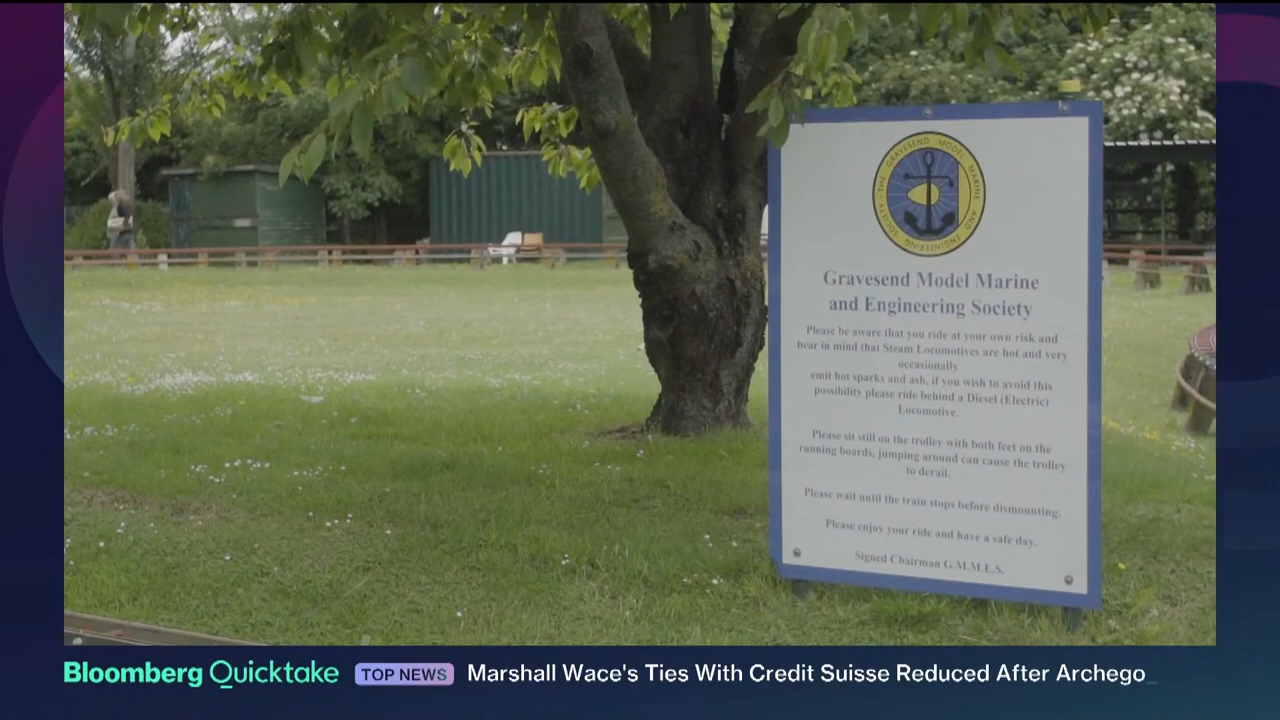 THE GRAVESEND MODEL MARINE AND ENGINEERING SOCIETY
Gravesend Model Marine
and Engineering Society
Please be aware that you ride at your own risk and
bear in mind that Steam Locomotives are hot and very
occasionally
emit hot sparks and ash, if you wish to avoid this
possibility please ride behind a Diesel (Electric)
Locomotive.
Please sit still on the trolley with both feet on the
running boards, jumping around can cause the trolley
to derail.
Please wait until the train stops before dismounting.
Please enjoy your ride and have a safe day.
Signed Chairman G.M.M.E.S.
Bloomberg Quicktake TOP NEWS Marshall Wace's Ties With Credit Suisse Reduced After Archego_